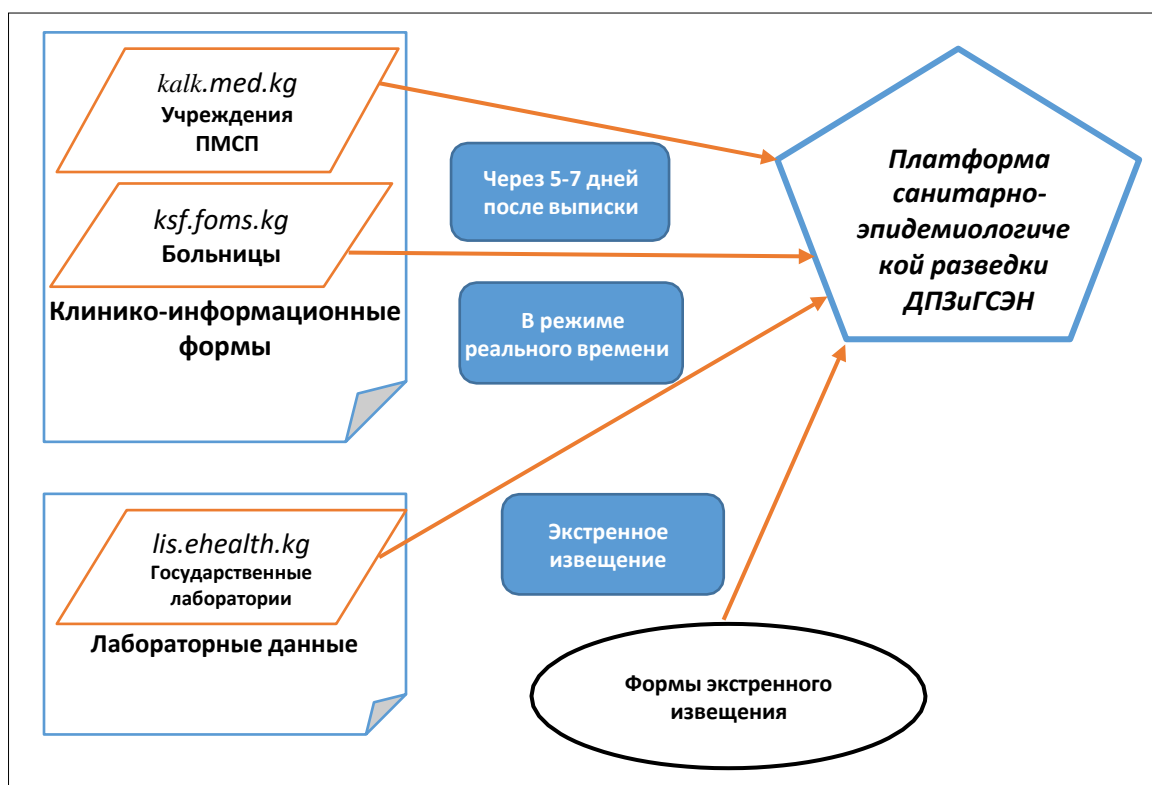 kalk.med.kg
Учреждения
ПМСП
ksf.foms.kg
Больницы
Клинико-информационные
формы
Через 5-7 дней
после выписки
В режиме
реального времени
Платформа
санитарно-
эпидемиологиче
кой разведки
ДПЗиГСЭН
lis.ehealth.kg
Государственные
лаборатории
Лабораторные данные
Экстренное
извещение
Формы экстренного
извещения